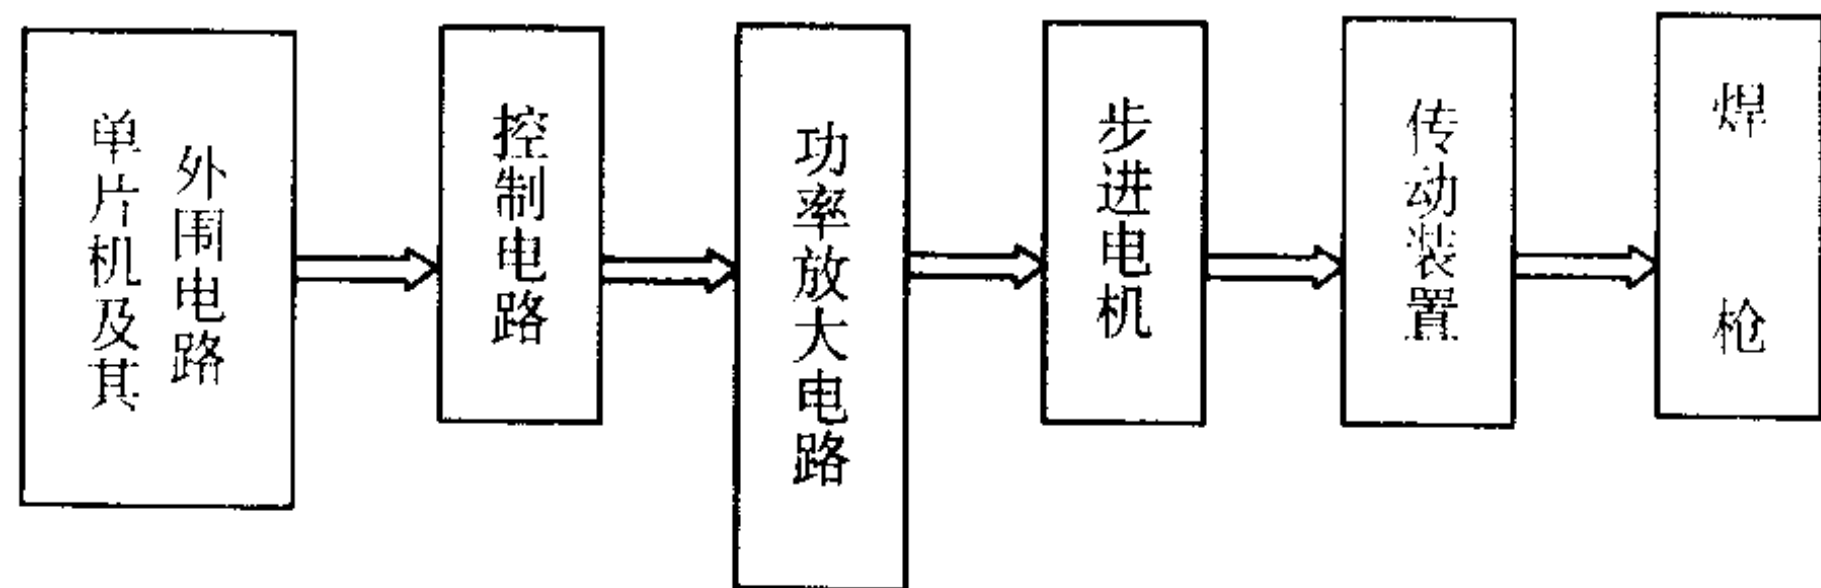 单片机及其
外围电路
控制电路
功率放大电路
步进电机
传动装置
焊枪